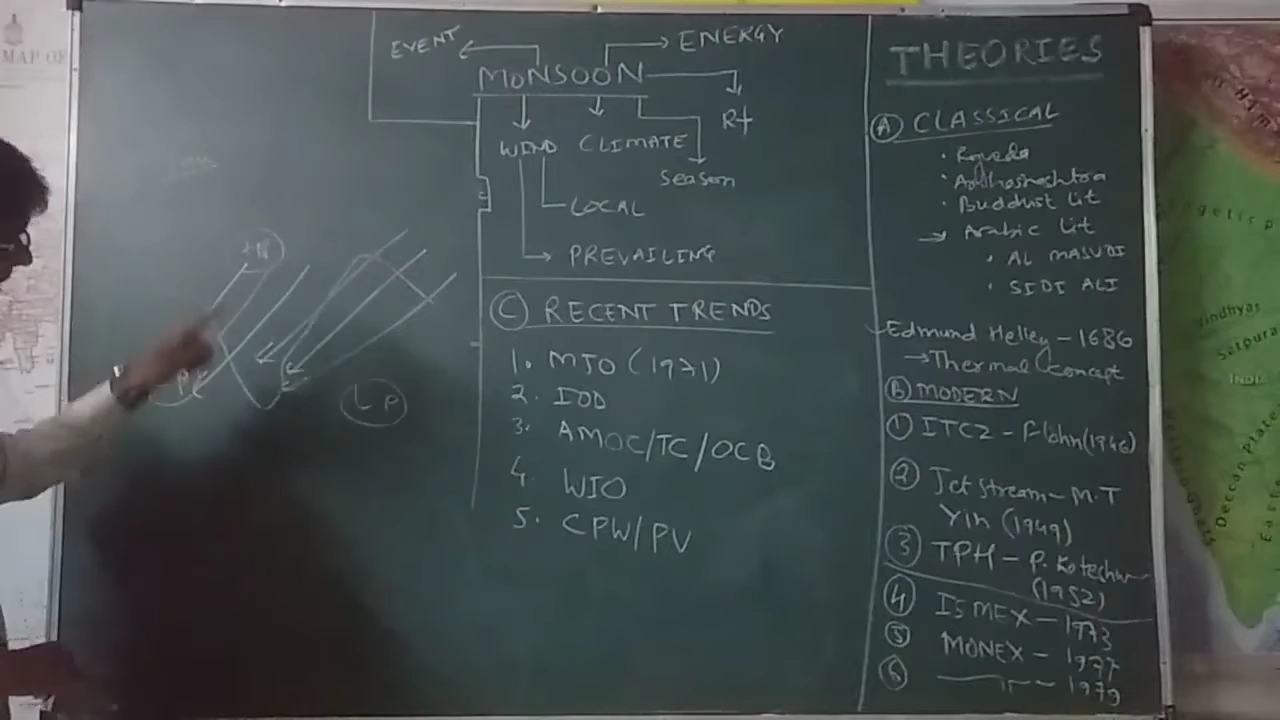 MAP OF
EVENT
ENERGY
MONSOON
Rf
WIND
CLIMATE
Season
LOCAL
PREVAILING
LP
C RECENT TRENDS
1. MJO (1971)
2. IOD
3. AMOC/TC/OCB
4. WIO
5. CPW/PV
THEORIES
A CLASSICAL
• Rgveda
• Arthashashtra
• Buddhist lit
→ Arabic lit
• AL MASUDI
• SIDI ALI
Edmund Helley - 1686
→ Thermal Concept
B MODERN
1 ITCZ - Flohn (1946)
2 Jet Stream - M.T
Yin (1949)
3 TPH - P. Koteshw
(1952)
4 ISMEX - 1973
5 MONEX - 1977
6 1979
Vindhyas
Satpura
INDI
Deccan Plate